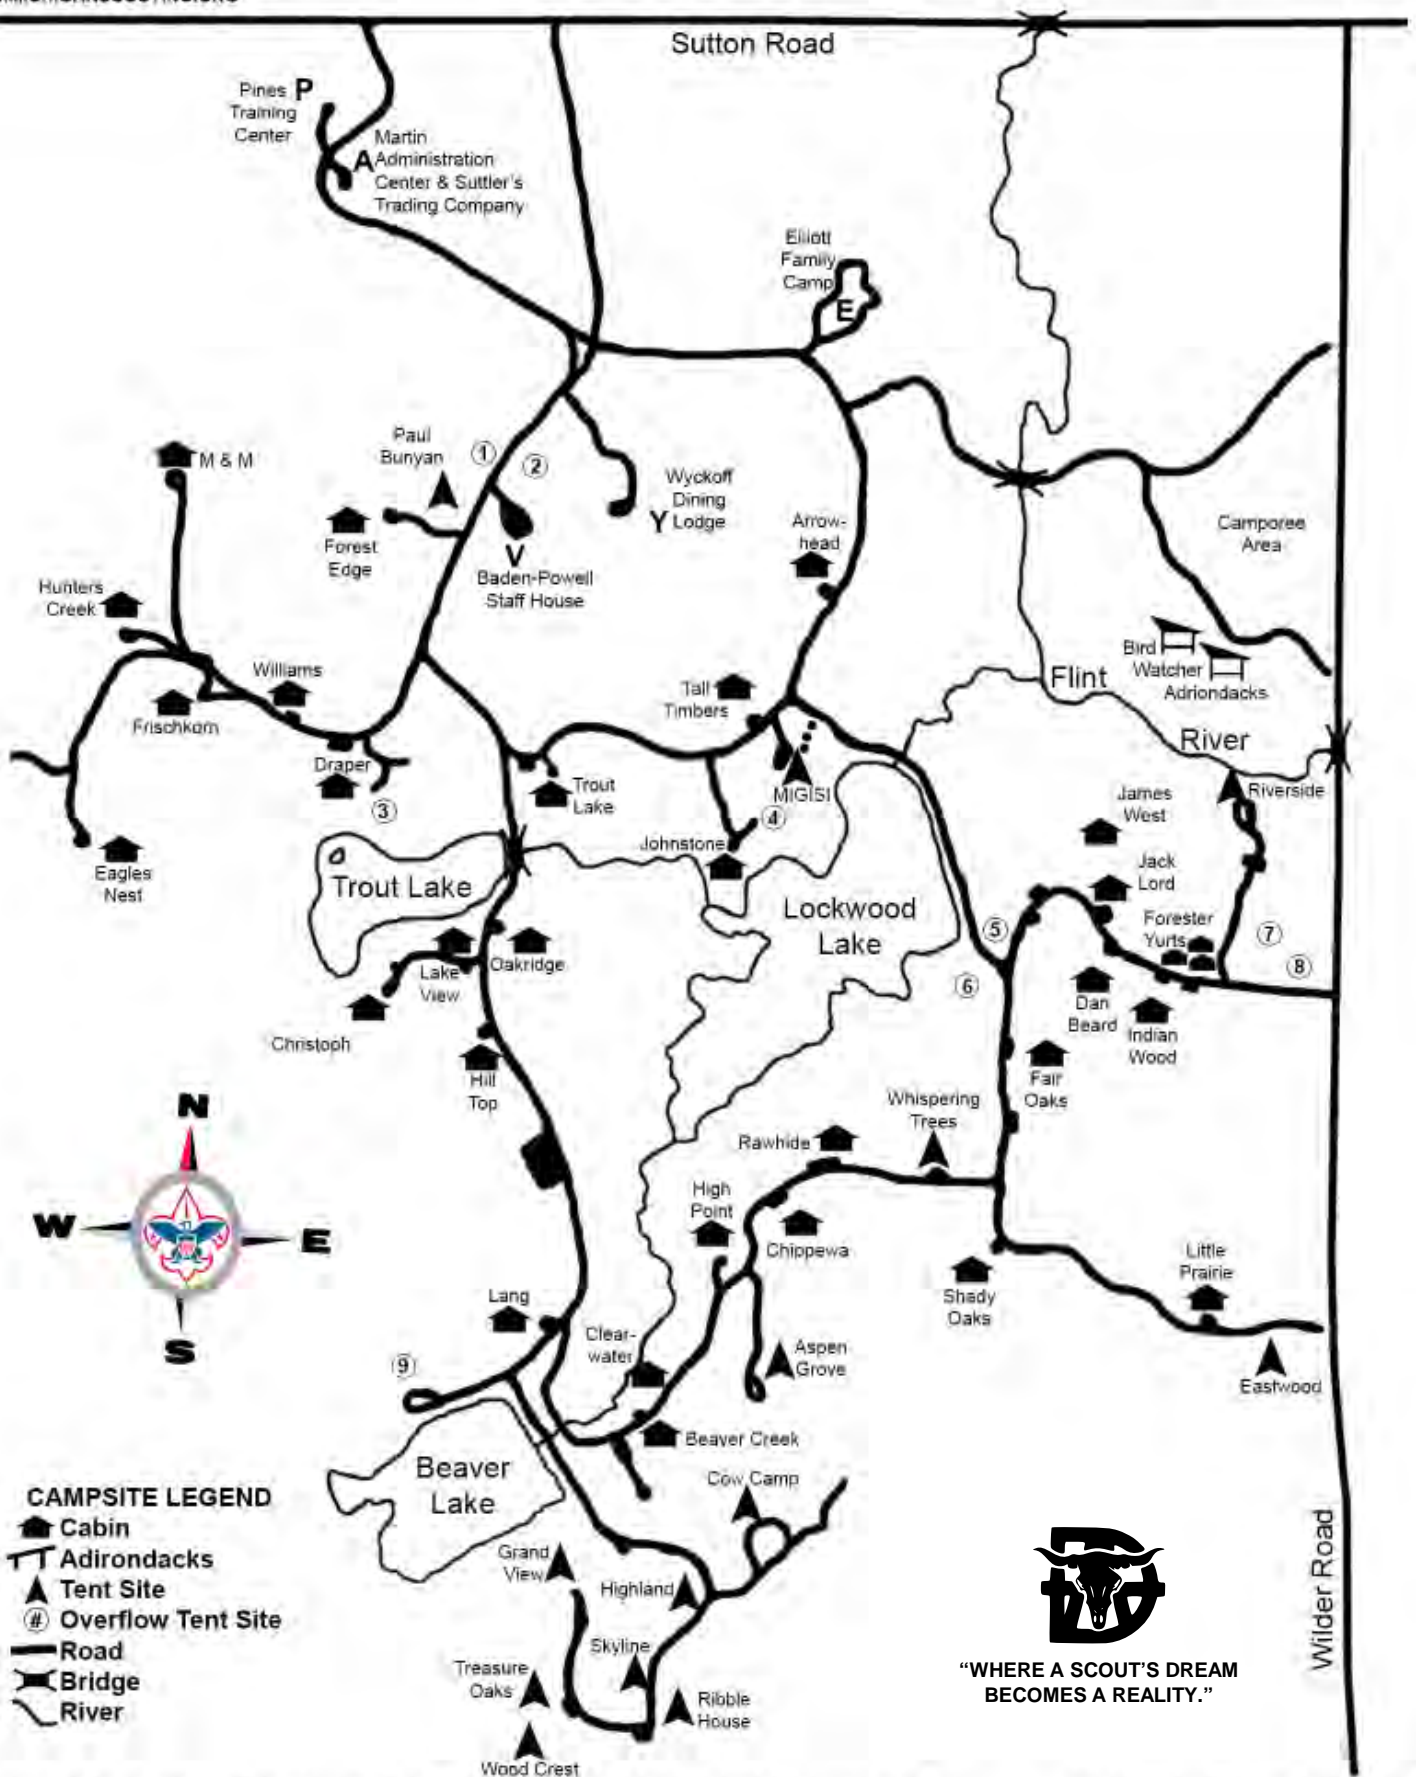 Sutton Road
Pines P
Training
Center
Martin
A Administration
Center & Suttler's
Trading Company
Elliott
Family
Camp
E
Paul
Bunyan
1
2
M & M
Wyckoff
Dining
Y Lodge
Arrow-
head
Camporee
Area
Forest
Edge
V
Baden-Powell
Staff House
Hunters
Creek
Williams
Frischkorn
Tall
Timbers
Flint
River
Bird
Watcher
Adriondacks
Draper
3
Trout
Lake
MIGISI
4
Johnstone
James
West
Riverside
Eagles
Nest
Trout Lake
Jack
Lord
Lockwood
Lake
Forester
Yurts
5
6
7
8
Lake
View
Oakridge
Dan
Beard
Indian
Wood
Christoph
Hill
Top
Fair
Oaks
Whispering
Trees
N
W
E
S
Rawhide
High
Point
Chippewa
Shady
Oaks
Little
Prairie
Lang
Clear-
water
Aspen
Grove
9
Eastwood
Beaver Creek
Beaver
Lake
Cow Camp
Grand
View
Highland
Skyline
Treasure
Oaks
Ribble
House
Wood Crest
CAMPSITE LEGEND
Cabin
Adirondacks
Tent Site
# Overflow Tent Site
Road
Bridge
River
D
“WHERE A SCOUT’S DREAM
BECOMES A REALITY.”
Wilder Road